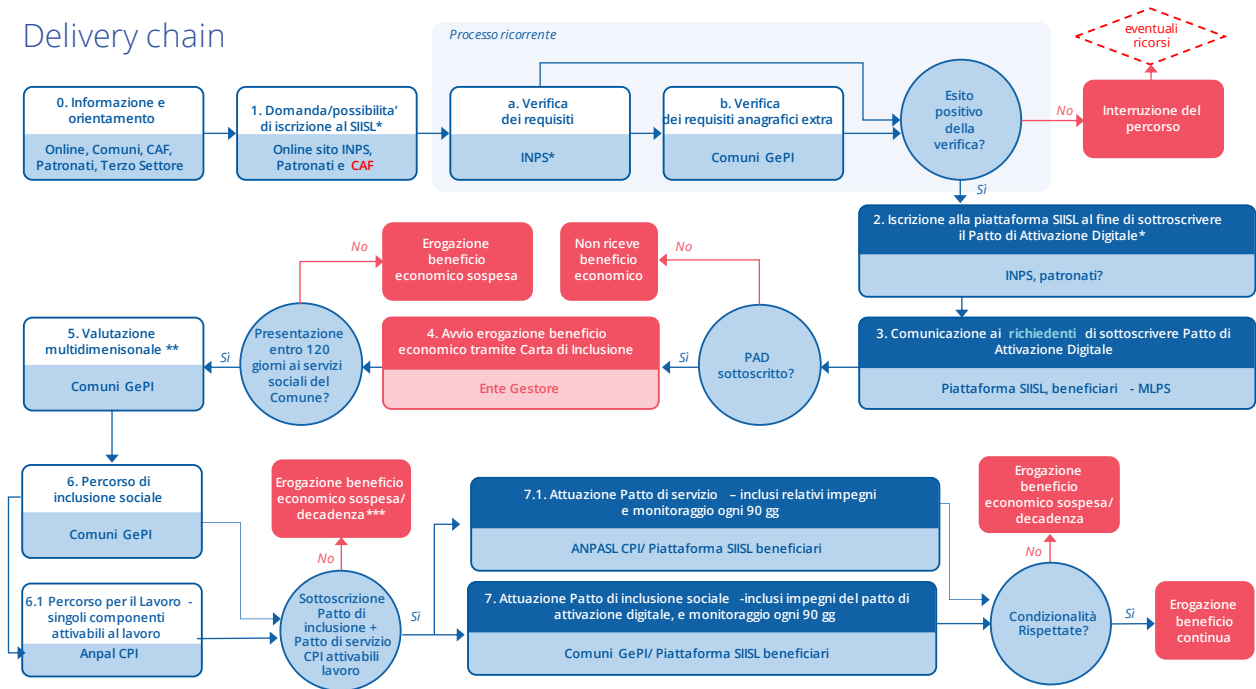 Delivery chain
Processo ricorrente
eventuali
ricorsi
0. Informazione e
orientamento
Online, Comuni, CAF,
Patronati, Terzo Settore
1. Domanda/possibilita’
di iscrizione al SIISL*
Online sito INPS,
Patronati e CAF
a. Verifica
dei requisiti
INPS*
b. Verifica
dei requisiti anagrafici extra
Comuni GePI
Esito
positivo
della
verifica?
No
Interruzione del
percorso
Sì
2. Iscrizione alla piattaforma SIISL al fine di sottroscrivere
il Patto di Attivazione Digitale*
INPS, patronati?
3. Comunicazione ai richiedenti di sottoscrivere Patto di
Attivazione Digitale
Piattaforma SIISL, beneficiari - MLPS
PAD
sottoscritto?
No
Non riceve
beneficio
economico
Sì
4. Avvio erogazione beneficio
economico tramite Carta di Inclusione
Ente Gestore
Presentazione
entro 120
giorni ai servizi
sociali del
Comune?
No
Erogazione
beneficio
economico sospesa
Sì
5. Valutazione
multidimenisonale **
Comuni GePI
6. Percorso di
inclusione sociale
Comuni GePI
6.1 Percorso per il Lavoro -
singoli componenti
attivabili al lavoro
Anpal CPI
Sottoscrizione
Patto di
inclusione +
Patto di servizio
CPI attivabili
lavoro
No
Erogazione beneficio
economico sospesa/
decadenza***
Sì
7.1. Attuazione Patto di servizio – inclusi relativi impegni
e monitoraggio ogni 90 gg
ANPASL CPI/ Piattaforma SIISL beneficiari
7. Attuazione Patto di inclusione sociale -inclusi impegni del patto di
attivazione digitale, e monitoraggio ogni 90 gg
Comuni GePI/ Piattaforma SIISL beneficiari
Condizionalità
Rispettate?
No
Erogazione
beneficio
economico sospesa/
decadenza
Sì
Erogazione
beneficio
continua